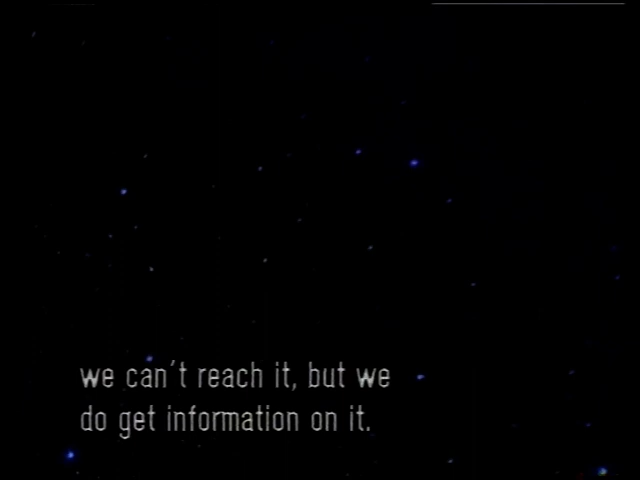 we can't reach it, but we
do get information on it.